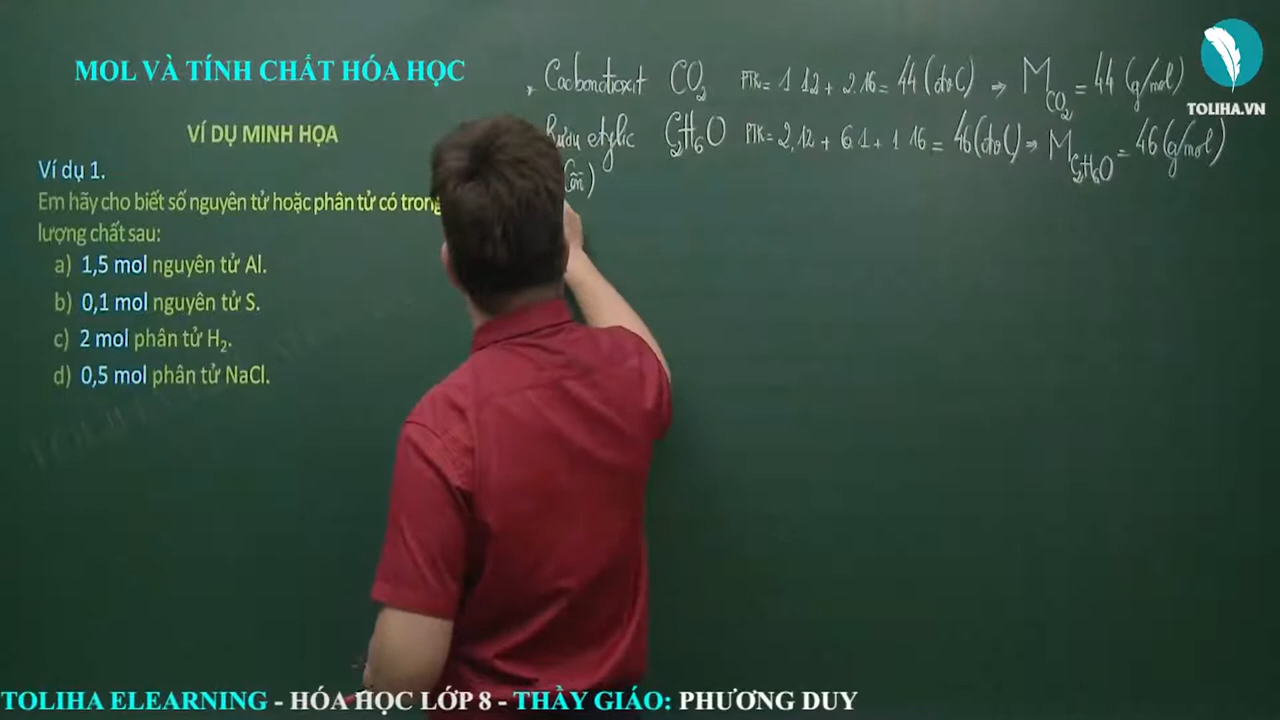 MOL VÀ TÍNH CHẤT HÓA HỌC
VÍ DỤ MINH HỌA
Ví dụ 1.
Em hãy cho biết số nguyên tử hoặc phân tử có trong
lượng chất sau:
a) 1,5 mol nguyên tử Al.
b) 0,1 mol nguyên tử S.
c) 2 mol phân tử H₂.
d) 0,5 mol phân tử NaCl.
Cacbonđioxit CO₂ PTK = 1.12 + 2.16 = 44 (đvC) ⇒ M_CO₂ = 44 (g/mol)
Rượu etylic C₂H₆O PTK = 2.12 + 6.1 + 1.16 = 46 (đvC) ⇒ M_C₂H₆O = 46 (g/mol)
(Cồn)
TOLIHA.VN
TOLIHA ELEARNING - HÓA HỌC LỚP 8 - THẦY GIÁO: PHƯƠNG DUY